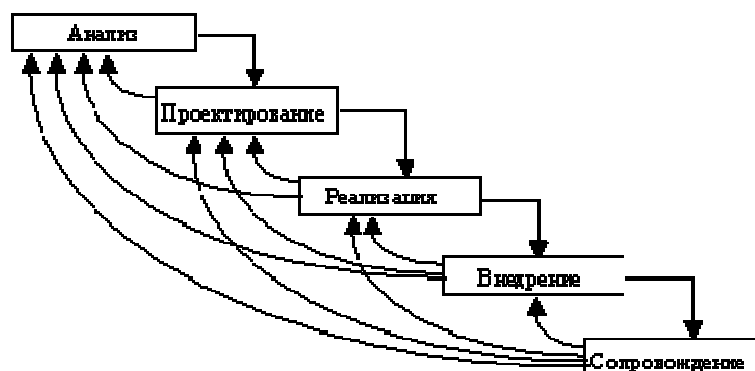 Анализ
Проектирование
Реализация
Внедрение
Сопровождение